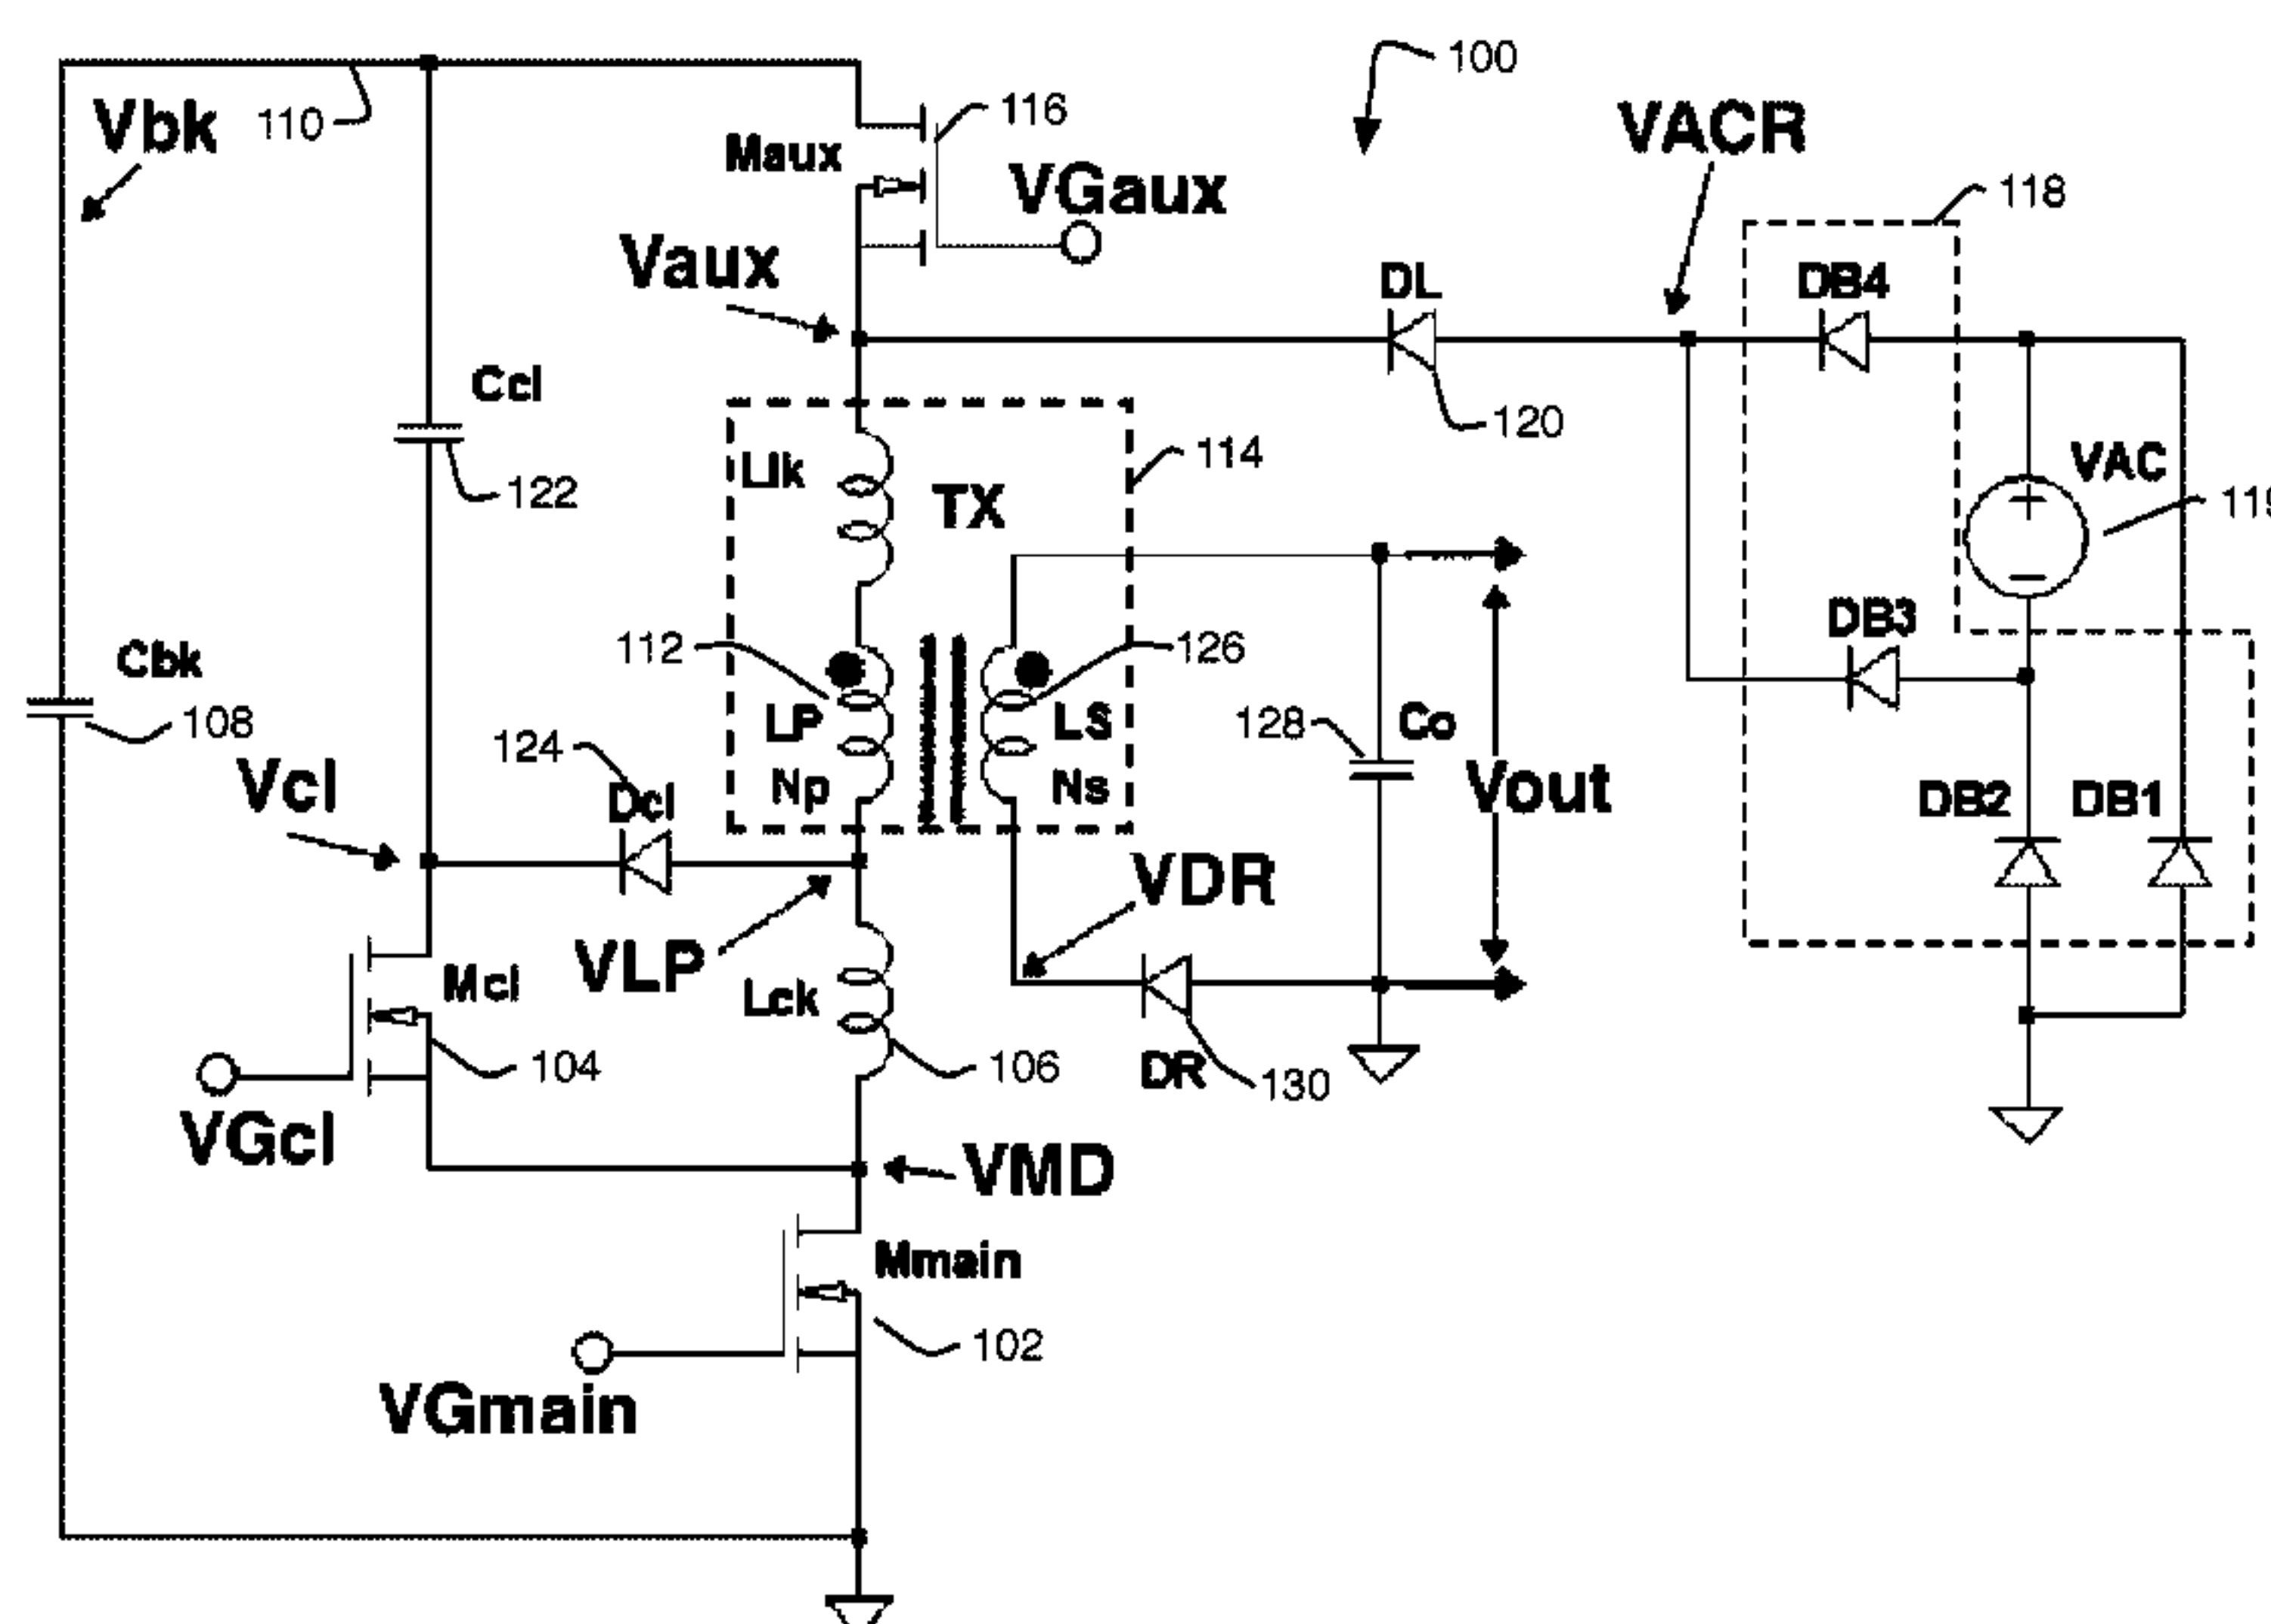 100
VACR
Vbk
110
116
Maux
VGaux
118
Vaux
DL
DB4
Ccl
120
114
VAC
Llk
122
TX
119
DB3
112
126
Cbk
108
LP
LS
128
Co
124
Np
Ns
Vout
DB2
DB1
Vcl
Dcl
VDR
VLP
Mcl
Lck
104
106
DR
130
VGcl
VMD
Mmain
102
VGmain